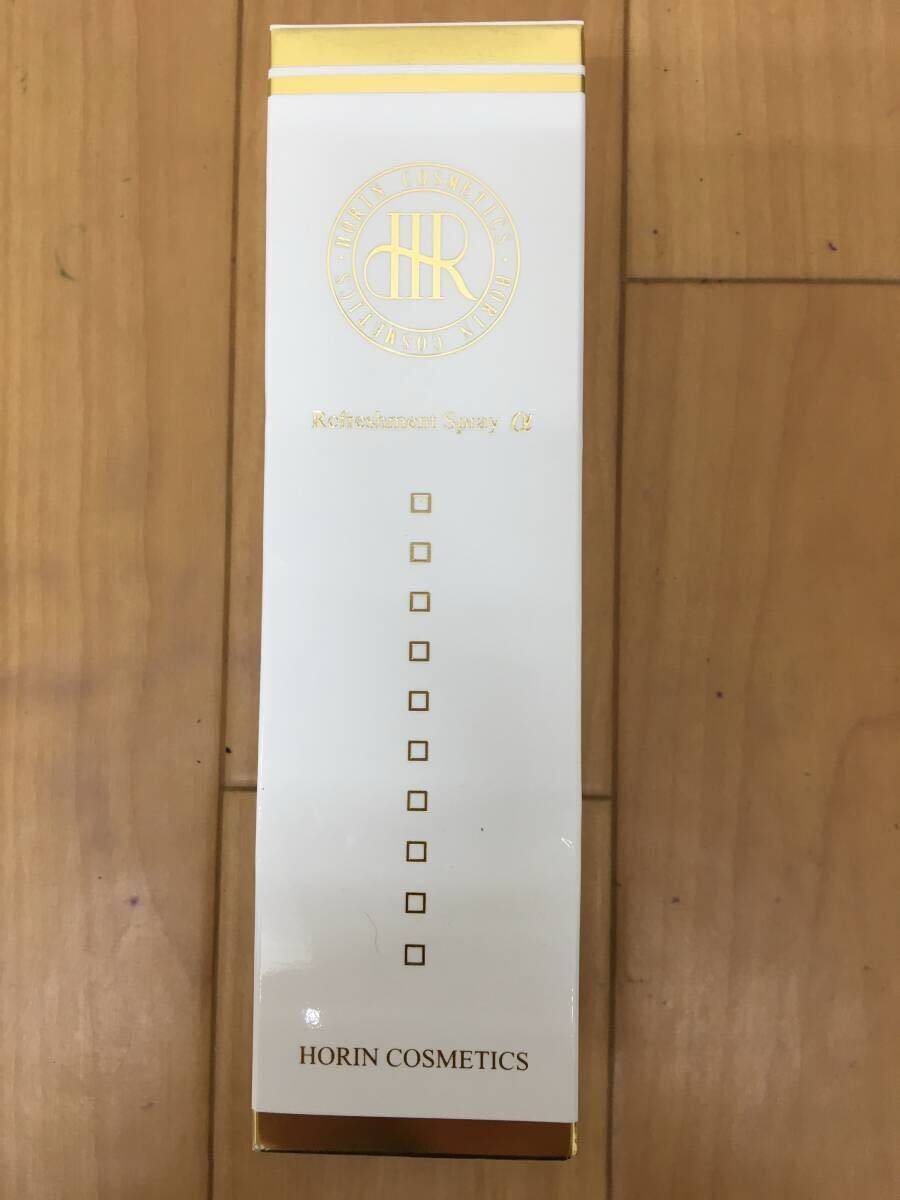 HORIN COSMETICS · HORIN COSMETICS ·
HR
Refreshment Spray α
HORIN COSMETICS